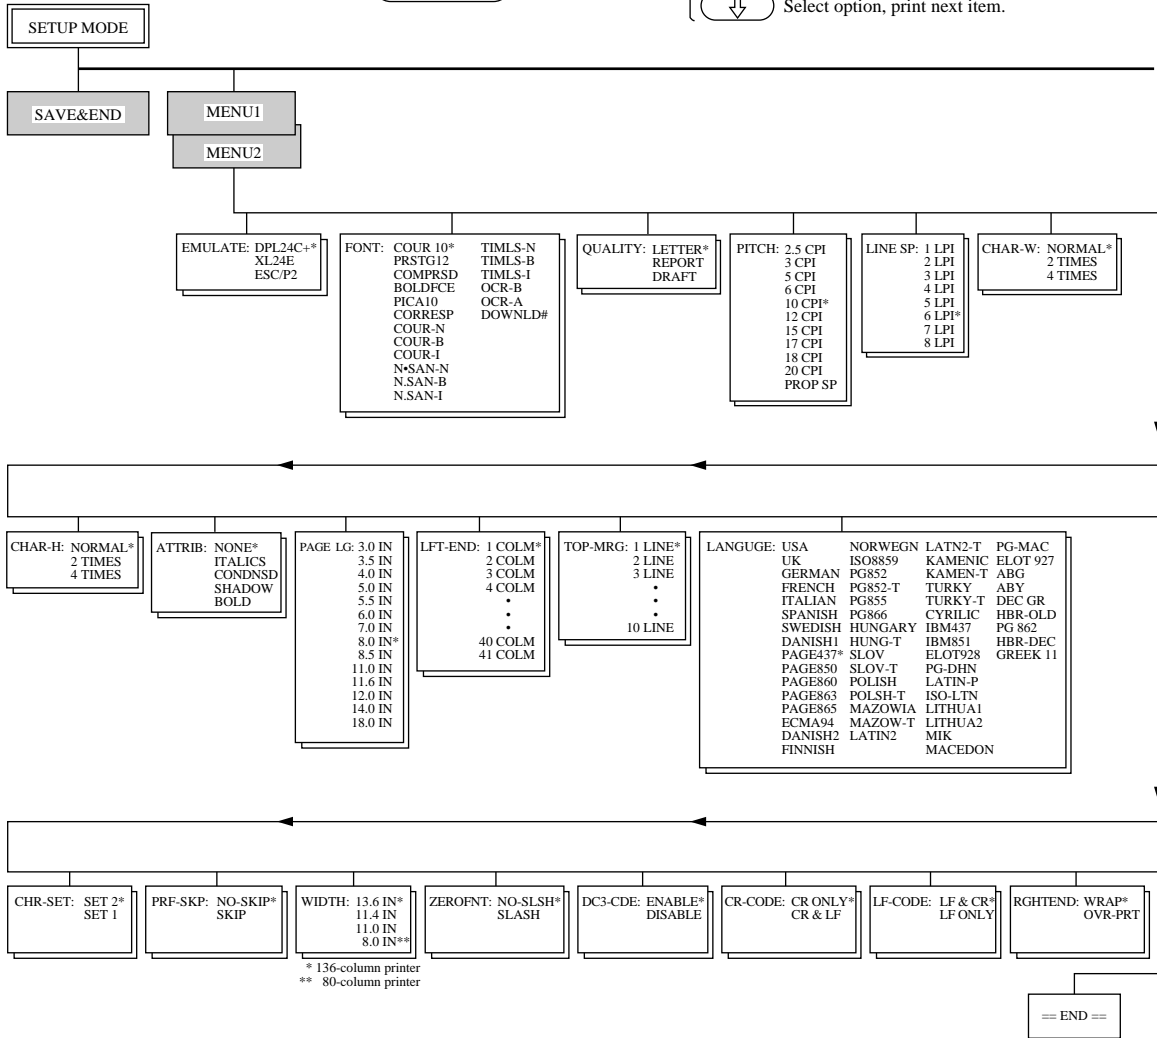 Select option, print next item.
SETUP MODE
SAVE&END
MENU1
MENU2
EMULATE: DPL24C+*
XL24E
ESC/P2
FONT: COUR 10* TIMLS-N
PRSTG12 TIMLS-B
COMPRSD TIMLS-I
BOLDFCE OCR-B
PICA10 OCR-A
CORRESP DOWNLD#
COUR-N
COUR-B
COUR-I
N•SAN-N
N.SAN-B
N.SAN-I
QUALITY: LETTER*
REPORT
DRAFT
PITCH: 2.5 CPI
3 CPI
5 CPI
6 CPI
10 CPI*
12 CPI
15 CPI
17 CPI
18 CPI
20 CPI
PROP SP
LINE SP: 1 LPI
2 LPI
3 LPI
4 LPI
5 LPI
6 LPI*
7 LPI
8 LPI
CHAR-W: NORMAL*
2 TIMES
4 TIMES
CHAR-H: NORMAL*
2 TIMES
4 TIMES
ATTRIB: NONE*
ITALICS
CONDNSD
SHADOW
BOLD
PAGE LG: 3.0 IN
3.5 IN
4.0 IN
5.0 IN
5.5 IN
6.0 IN
7.0 IN
8.0 IN*
8.5 IN
11.0 IN
11.6 IN
12.0 IN
14.0 IN
18.0 IN
LFT-END: 1 COLM*
2 COLM
3 COLM
4 COLM
•
•
•
40 COLM
41 COLM
TOP-MRG: 1 LINE*
2 LINE
3 LINE
•
•
•
10 LINE
LANGUGE: USA NORWEGN LATN2-T PG-MAC
UK ISO8859 KAMENIC ELOT 927
GERMAN PG852 KAMEN-T ABG
FRENCH PG852-T TURKY ABY
ITALIAN PG855 TURKY-T DEC GR
SPANISH PG866 CYRILIC HBR-OLD
SWEDISH HUNGARY IBM437 PG 862
DANISH1 HUNG-T IBM851 HBR-DEC
PAGE437* SLOV ELOT928 GREEK 11
PAGE850 SLOV-T PG-DHN
PAGE860 POLISH LATIN-P
PAGE863 POLSH-T ISO-LTN
PAGE865 MAZOWIA LITHUA1
ECMA94 MAZOW-T LITHUA2
DANISH2 LATIN2 MIK
FINNISH MACEDON
CHR-SET: SET 2*
SET 1
PRF-SKP: NO-SKIP*
SKIP
WIDTH: 13.6 IN*
11.4 IN
11.0 IN
8.0 IN**
ZEROFNT: NO-SLSH*
SLASH
DC3-CDE: ENABLE*
DISABLE
CR-CODE: CR ONLY*
CR & LF
LF-CODE: LF & CR*
LF ONLY
RGHTEND: WRAP*
OVR-PRT
* 136-column printer
** 80-column printer
== END ==